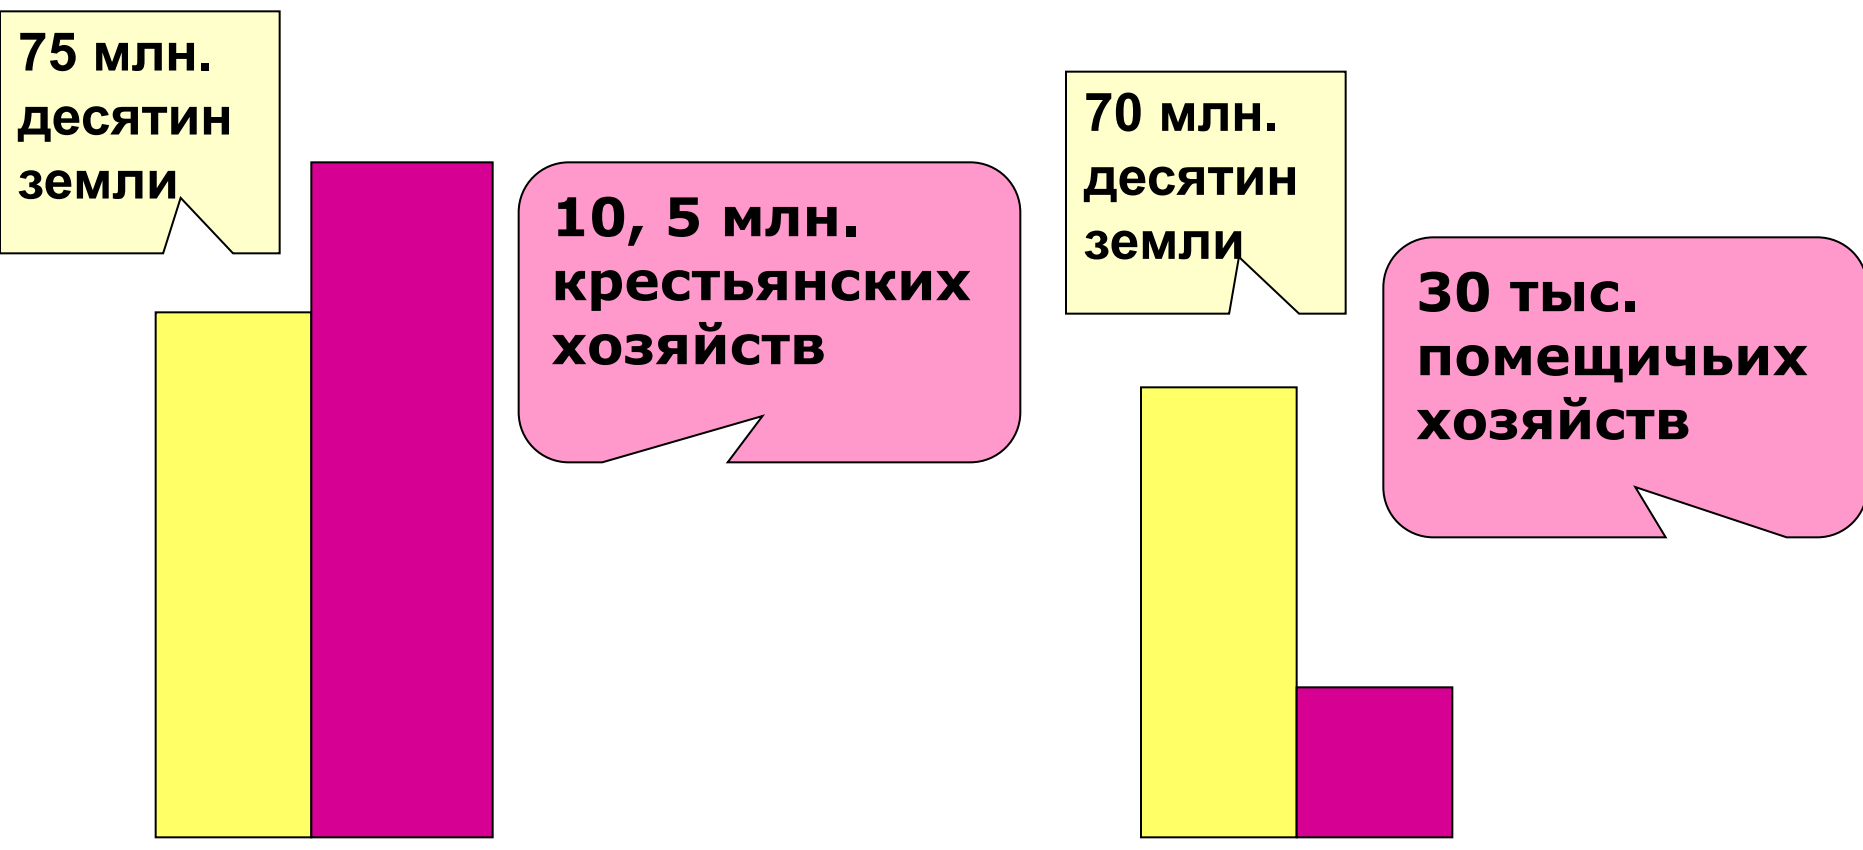 75 млн.
десятин
земли
10, 5 млн.
крестьянских
хозяйств
70 млн.
десятин
земли
30 тыс.
помещичьих
хозяйств